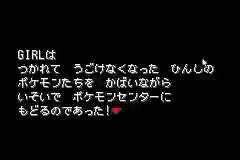 GIRLは
つかれて　うごけなくなった　ひんしの
ポケモンたちを　かばいながら
いそいで　ポケモンセンターに
もどるのであった！